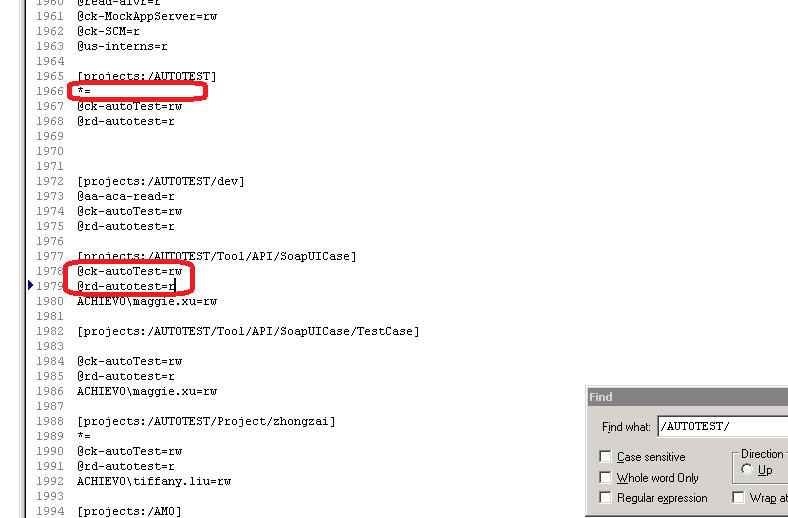 1960 @read-alvr=r
1961 @ck-MockAppServer=rw
1962 @ck-SCM=r
1963 @us-interns=r
1964
1965 [projects:/AUTOTEST]
1966 *=
1967 @ck-autoTest=rw
1968 @rd-autotest=r
1969
1970
1971
1972 [projects:/AUTOTEST/dev]
1973 @aa-aca-read=r
1974 @ck-autoTest=rw
1975 @rd-autotest=r
1976
1977 [projects:/AUTOTEST/Tool/API/SoapUICase]
1978 @ck-autoTest=rw
1979 @rd-autotest=r
1980 ACHIEVO\maggie.xu=rw
1981
1982 [projects:/AUTOTEST/Tool/API/SoapUICase/TestCase]
1983
1984 @ck-autoTest=rw
1985 @rd-autotest=r
1986 ACHIEVO\maggie.xu=rw
1987
1988 [projects:/AUTOTEST/Project/zhongzai]
1989 *=
1990 @ck-autoTest=rw
1991 @rd-autotest=r
1992 ACHIEVO\tiffany.liu=rw
1993
1994 [projects:/AMO]
Find
Find what: /AUTOTEST/
Case sensitive
Whole word Only
Regular expression
Direction
Up
Wrap at